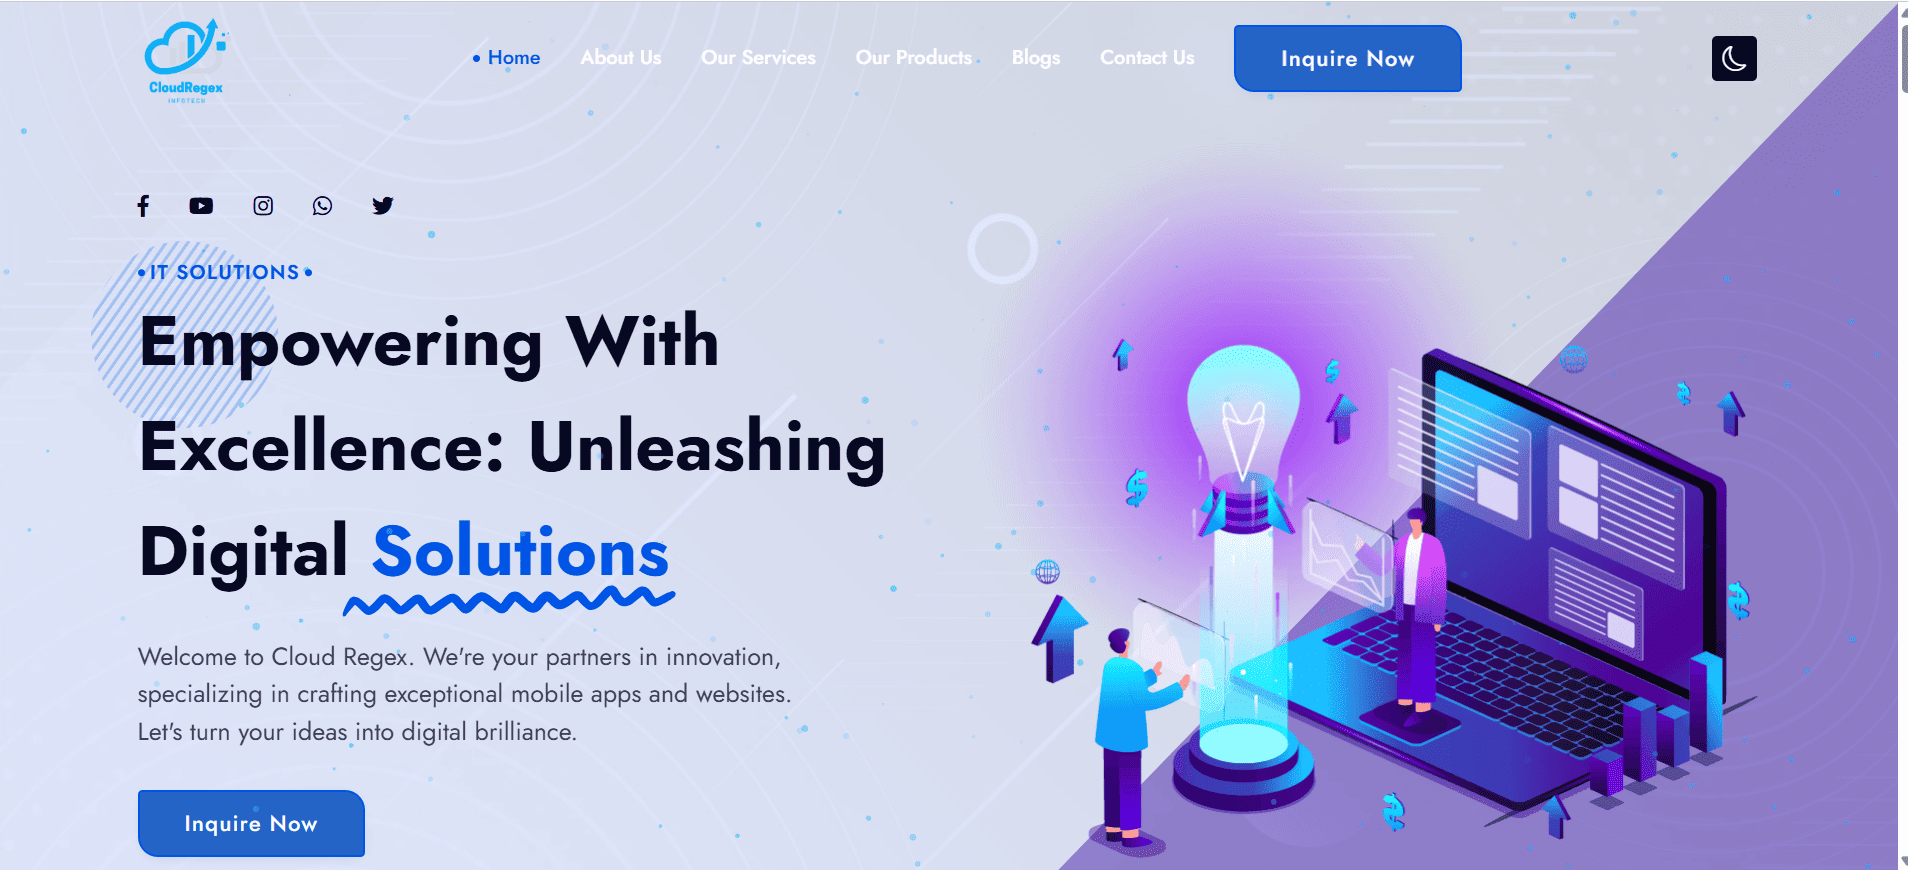 CloudRegex
INFOTECH
Home
About Us
Our Services
Our Products
Blogs
Contact Us
Inquire Now
IT SOLUTIONS
Empowering With
Excellence: Unleashing
Digital Solutions
Welcome to Cloud Regex. We're your partners in innovation,
specializing in crafting exceptional mobile apps and websites.
Let's turn your ideas into digital brilliance.
Inquire Now